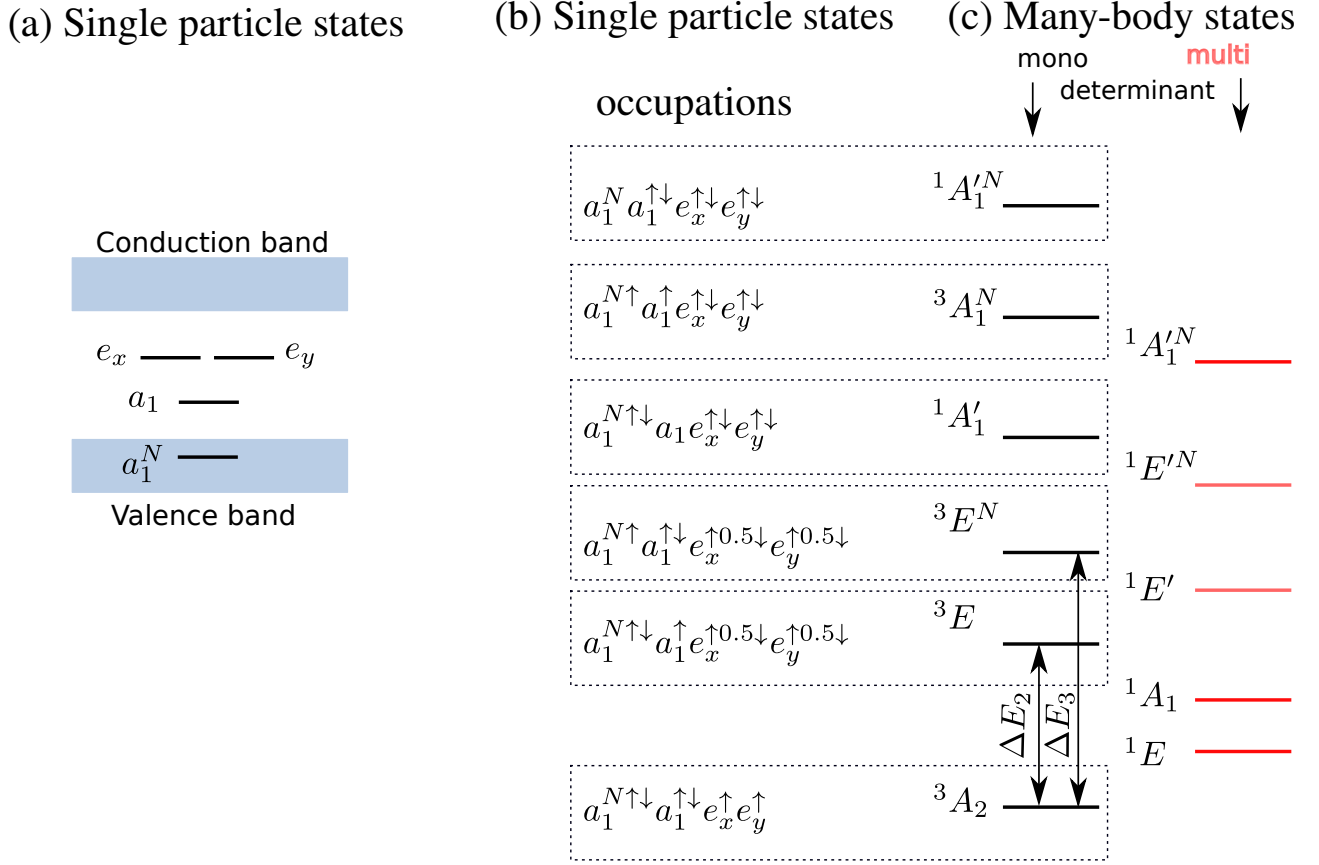 (a) Single particle states
(b) Single particle states
(c) Many-body states
mono
multi
determinant
occupations
Conduction band
e_x
e_y
a_1
a_1^N
Valence band
a_1^N a_1^{↑↓} e_x^{↑↓} e_y^{↑↓}
^1A_1'^N
a_1^{N↑} a_1^↑ e_x^{↑↓} e_y^{↑↓}
^3A_1^N
^1A_1'^N
a_1^{N↑↓} a_1 e_x^{↑↓} e_y^{↑↓}
^1A_1'
^1E'^N
a_1^{N↑} a_1^{↑↓} e_x^{↑0.5↓} e_y^{↑0.5↓}
^3E^N
^1E'
a_1^{N↑↓} a_1^↑ e_x^{↑0.5↓} e_y^{↑0.5↓}
^3E
^1A_1
ΔE_2
ΔE_3
^1E
a_1^{N↑↓} a_1^{↑↓} e_x^↑ e_y^↑
^3A_2